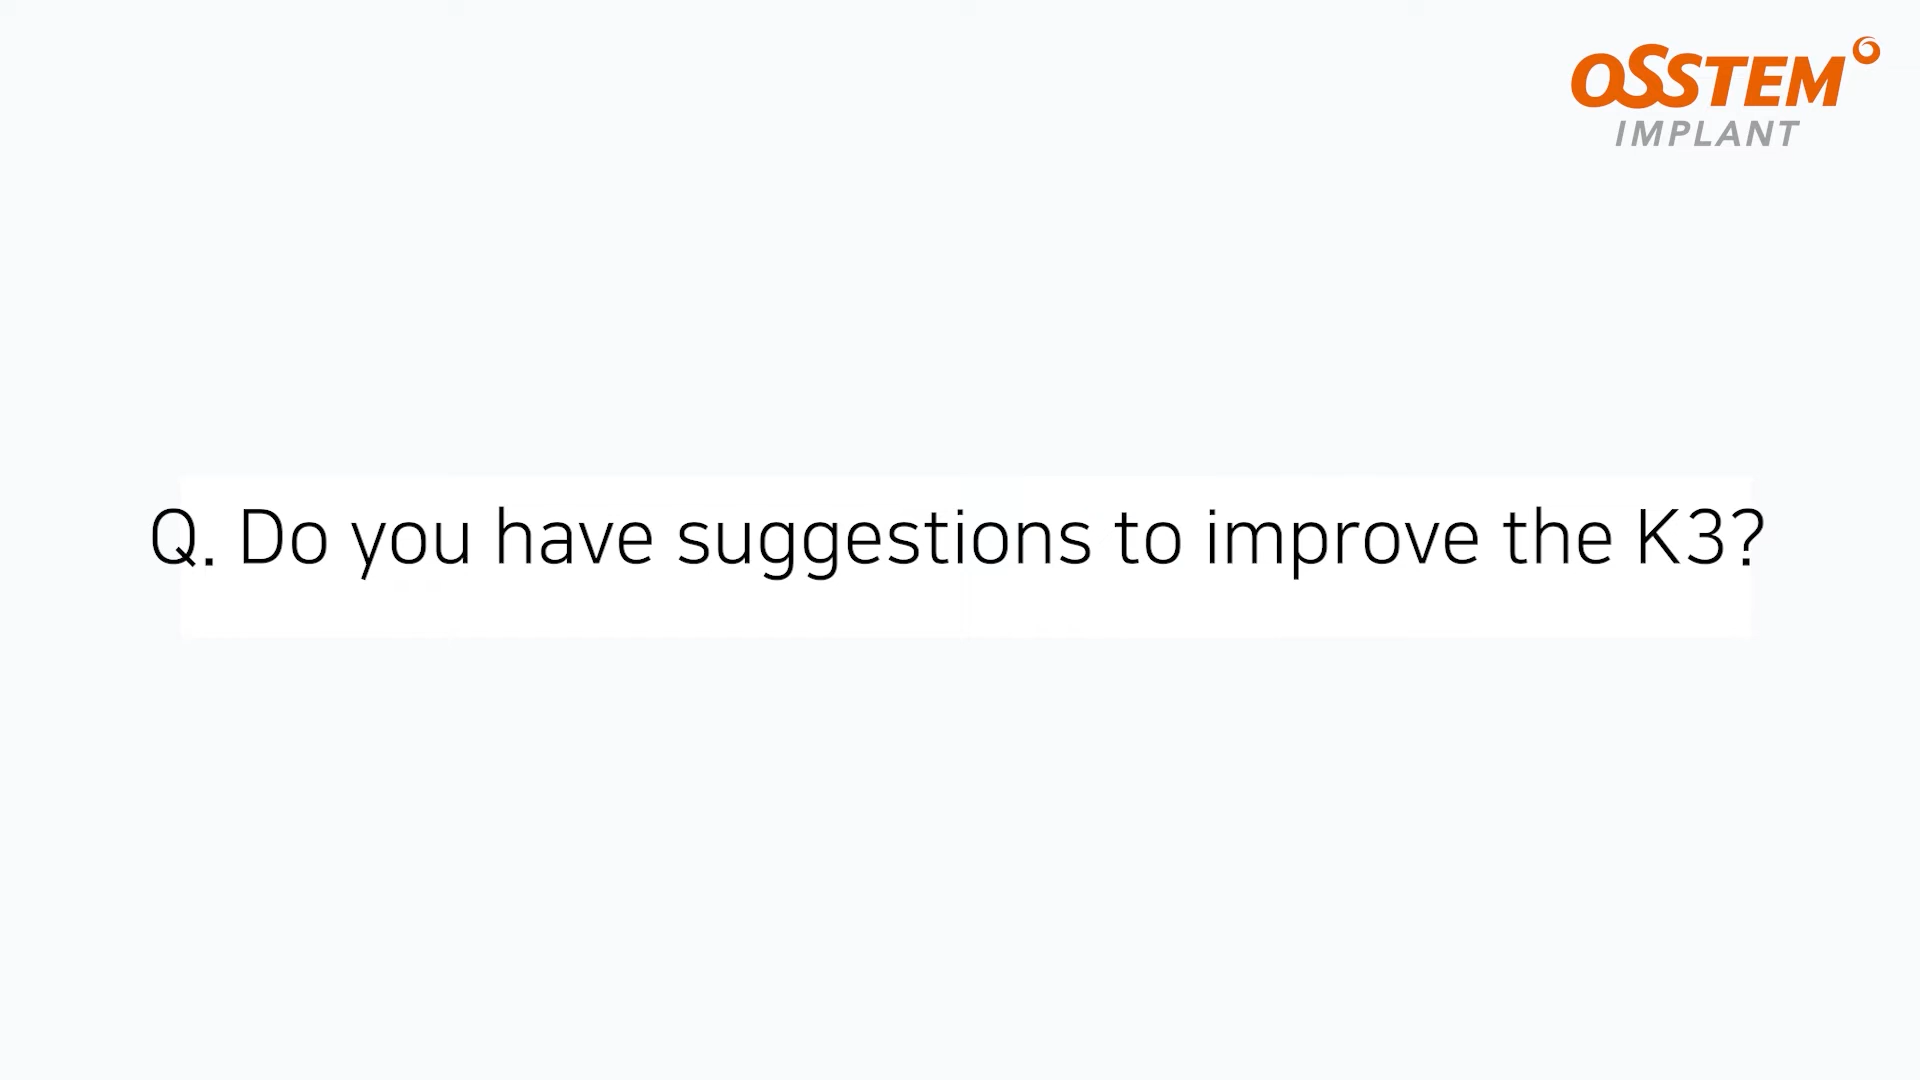 OSSTEM
IMPLANT
Q. Do you have suggestions to improve the K3?